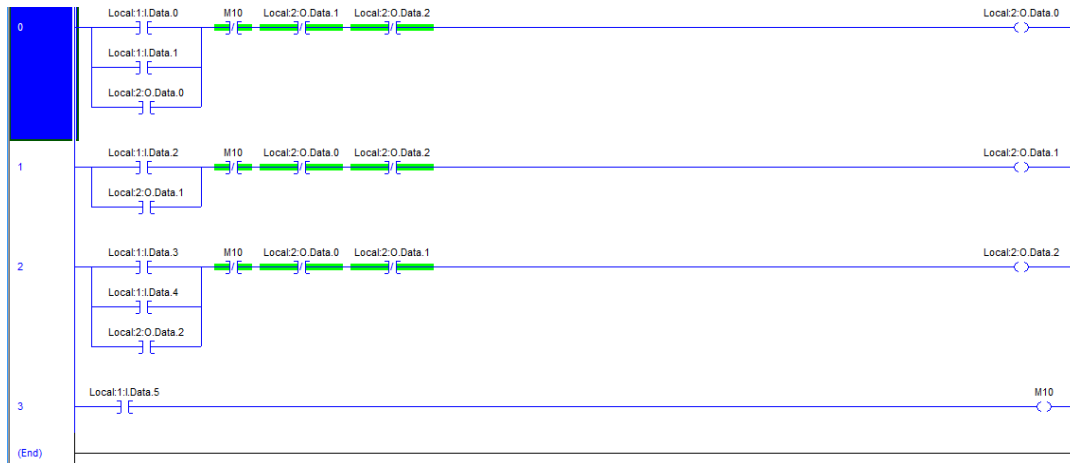 Local:1:I.Data.0 M10 Local:2:O.Data.1 Local:2:O.Data.2 Local:2:O.Data.0
0
Local:1:I.Data.1
Local:2:O.Data.0
Local:1:I.Data.2 M10 Local:2:O.Data.0 Local:2:O.Data.2 Local:2:O.Data.1
1
Local:2:O.Data.1
Local:1:I.Data.3 M10 Local:2:O.Data.0 Local:2:O.Data.1 Local:2:O.Data.2
2
Local:1:I.Data.4
Local:2:O.Data.2
Local:1:I.Data.5 M10
3
(End)